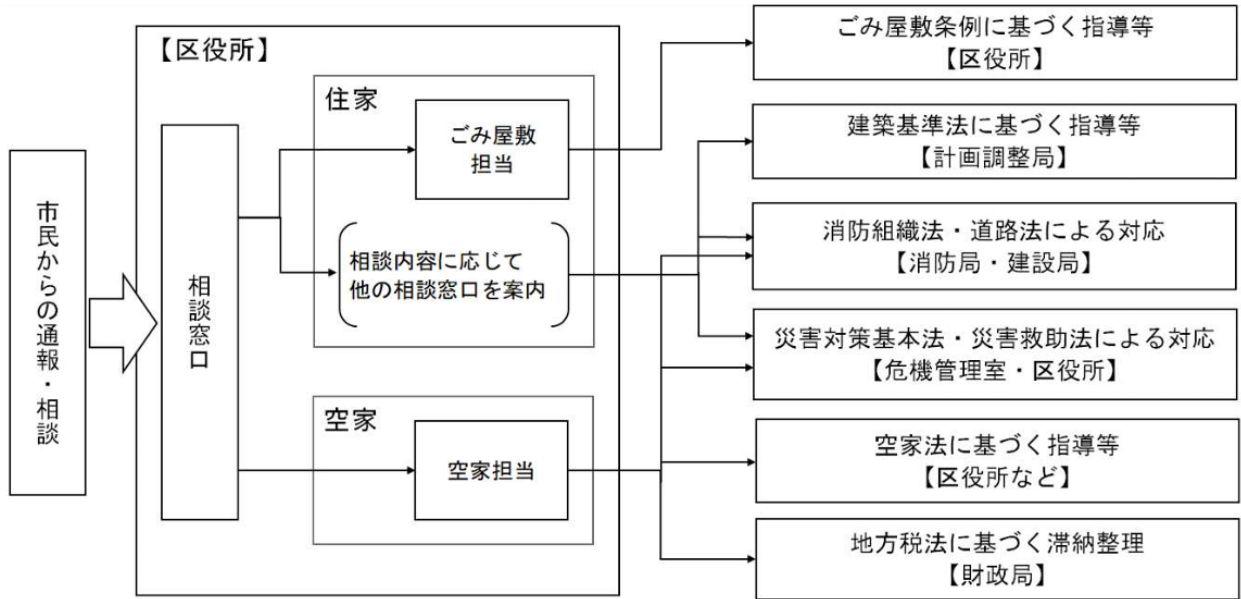 市民からの通報・相談
【区役所】
相談窓口
住家
ごみ屋敷
担当
相談内容に応じて
他の相談窓口を案内
空家
空家担当
ごみ屋敷条例に基づく指導等
【区役所】
建築基準法に基づく指導等
【計画調整局】
消防組織法・道路法による対応
【消防局・建設局】
災害対策基本法・災害救助法による対応
【危機管理室・区役所】
空家法に基づく指導等
【区役所など】
地方税法に基づく滞納整理
【財政局】